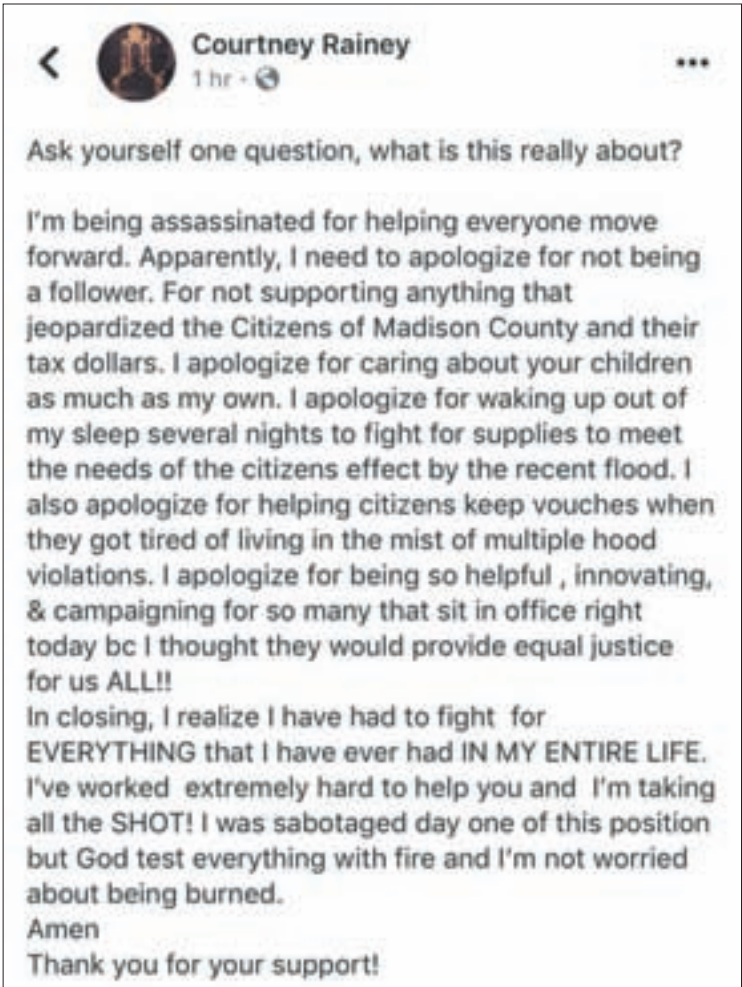 Courtney Rainey
1 hr ·
Ask yourself one question, what is this really about?
I'm being assassinated for helping everyone move
forward. Apparently, I need to apologize for not being
a follower. For not supporting anything that
jeopardized the Citizens of Madison County and their
tax dollars. I apologize for caring about your children
as much as my own. I apologize for waking up out of
my sleep several nights to fight for supplies to meet
the needs of the citizens effect by the recent flood. I
also apologize for helping citizens keep vouches when
they got tired of living in the mist of multiple hood
violations. I apologize for being so helpful , innovating,
& campaigning for so many that sit in office right
today bc I thought they would provide equal justice
for us ALL!!
In closing, I realize I have had to fight  for
EVERYTHING that I have ever had IN MY ENTIRE LIFE.
I've worked  extremely hard to help you and  I'm taking
all the SHOT! I was sabotaged day one of this position
but God test everything with fire and I'm not worried
about being burned.
Amen
Thank you for your support!